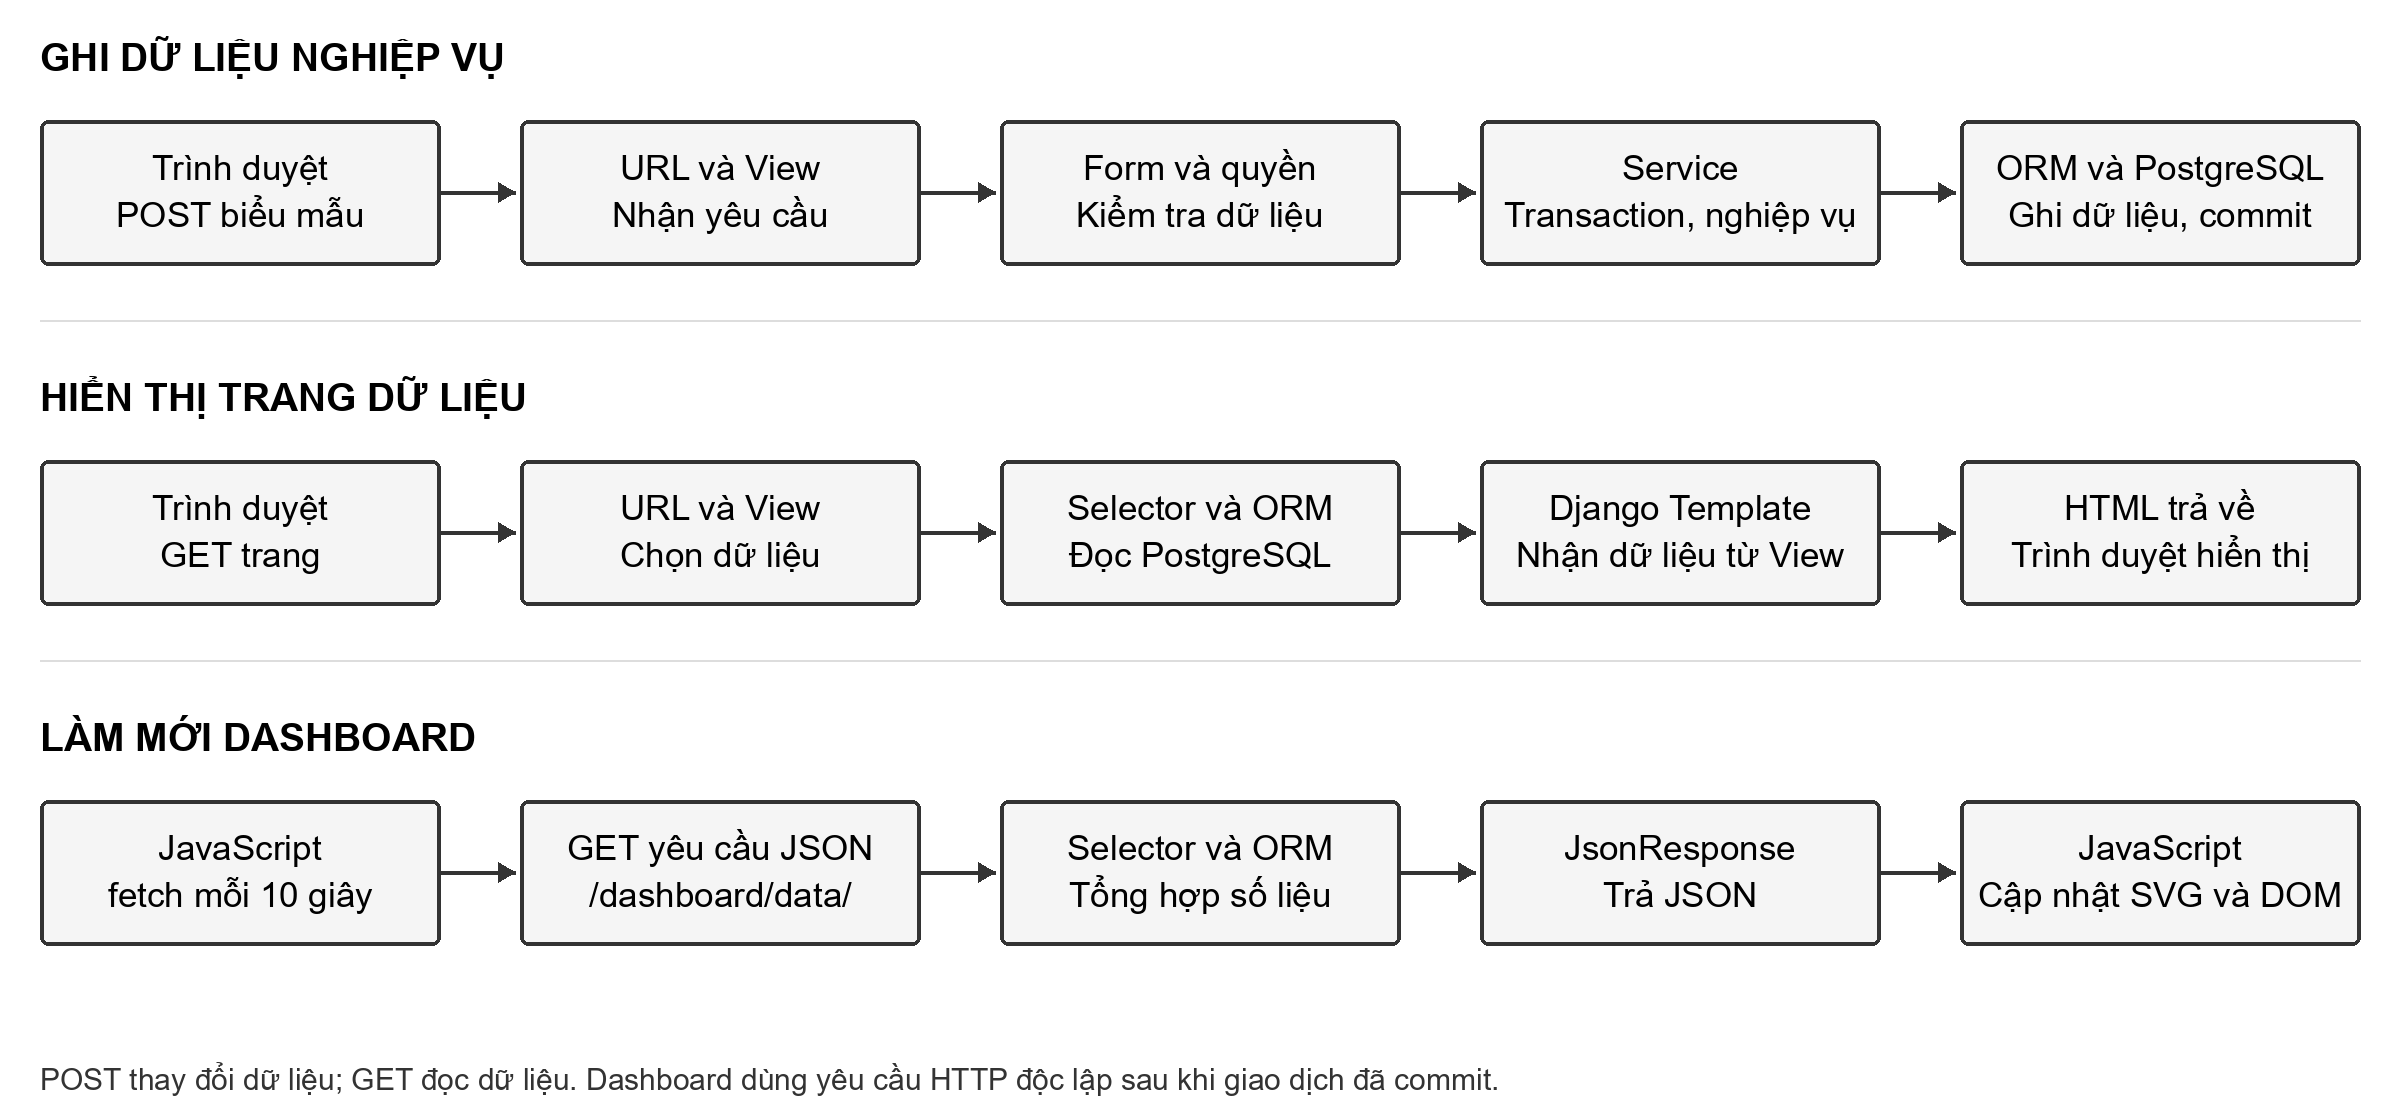 GHI DỮ LIỆU NGHIỆP VỤ
Trình duyệt
POST biểu mẫu
URL và View
Nhận yêu cầu
Form và quyền
Kiểm tra dữ liệu
Service
Transaction, nghiệp vụ
ORM và PostgreSQL
Ghi dữ liệu, commit
HIỂN THỊ TRANG DỮ LIỆU
Trình duyệt
GET trang
URL và View
Chọn dữ liệu
Selector và ORM
Đọc PostgreSQL
Django Template
Nhận dữ liệu từ View
HTML trả về
Trình duyệt hiển thị
LÀM MỚI DASHBOARD
JavaScript
fetch mỗi 10 giây
GET yêu cầu JSON
/dashboard/data/
Selector và ORM
Tổng hợp số liệu
JsonResponse
Trả JSON
JavaScript
Cập nhật SVG và DOM
POST thay đổi dữ liệu; GET đọc dữ liệu. Dashboard dùng yêu cầu HTTP độc lập sau khi giao dịch đã commit.